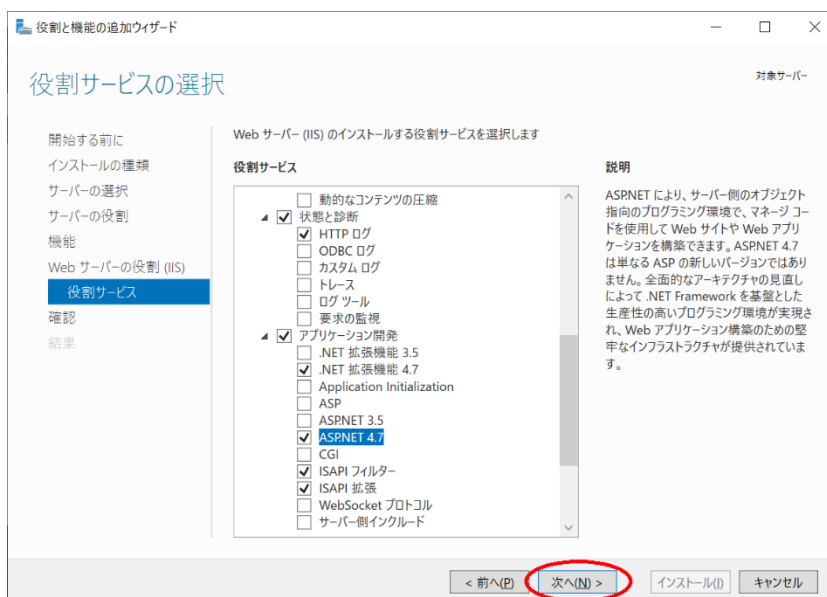 役割と機能の追加ウィザード
役割サービスの選択
対象サーバー
開始する前に
インストールの種類
サーバーの選択
サーバーの役割
機能
Web サーバーの役割 (IIS)
役割サービス
確認
結果
Web サーバー (IIS) のインストールする役割サービスを選択します
役割サービス
動的なコンテンツの圧縮
状態と診断
HTTP ログ
ODBC ログ
カスタム ログ
トレース
ログ ツール
要求の監視
アプリケーション開発
.NET 拡張機能 3.5
.NET 拡張機能 4.7
Application Initialization
ASP
ASP.NET 3.5
ASP.NET 4.7
CGI
ISAPI フィルター
ISAPI 拡張
WebSocket プロトコル
サーバー側インクルード
説明
ASP.NET により、サーバー側のオブジェクト
指向のプログラミング環境で、マネージ コー
ドを使用して Web サイトや Web アプリ
ケーションを構築できます。ASP.NET 4.7
は単なる ASP の新しいバージョンではあり
ません。全面的なアーキテクチャの見直し
によって .NET Framework を基盤とした
生産性の高いプログラミング環境が実現さ
れ、Web アプリケーション構築のための堅
牢なインフラストラクチャが提供されていま
す。
< 前へ(P)
次へ(N) >
インストール(I)
キャンセル